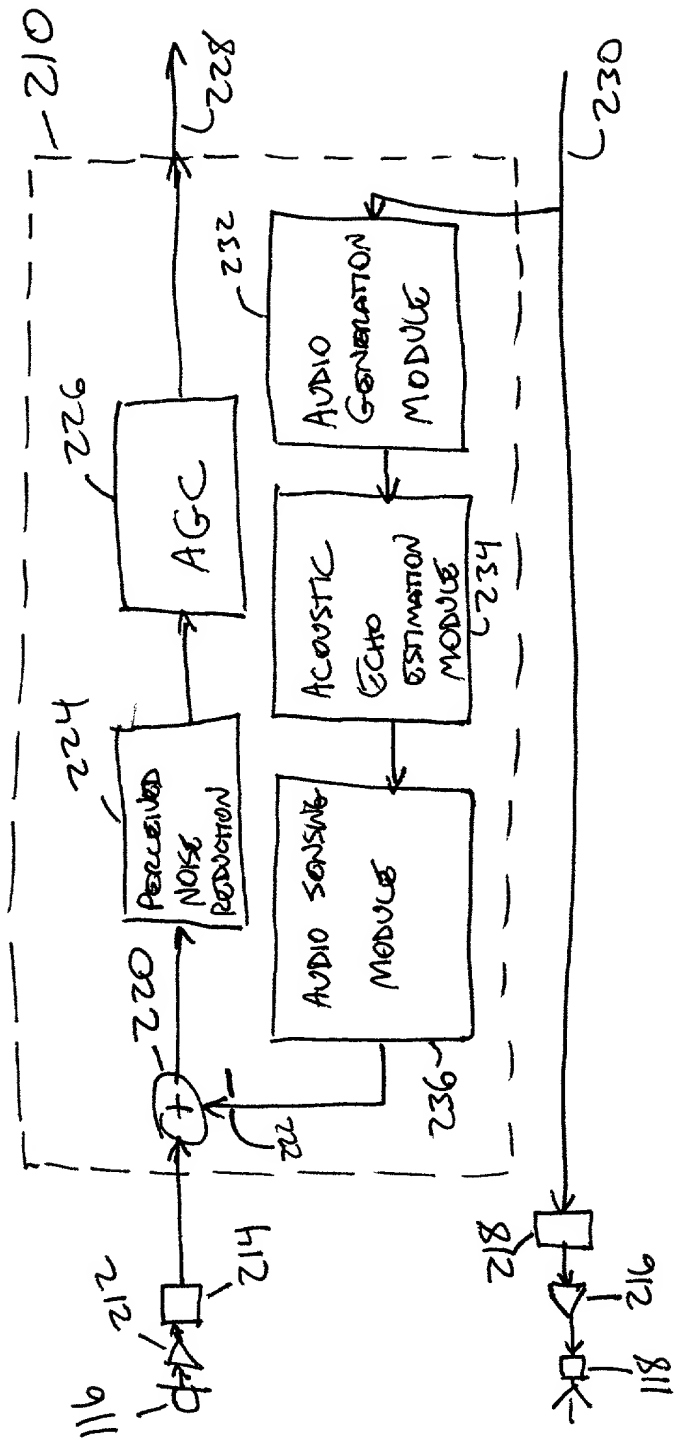 210
116
212
214
220
224
PERCEIVED
NOISE
REDUCTION
226
AGC
228
+
–
222
236
AUDIO SENSING
MODULE
ACOUSTIC
ECHO
ESTIMATION
MODULE
234
232
AUDIO
GENERATION
MODULE
230
218
216
118